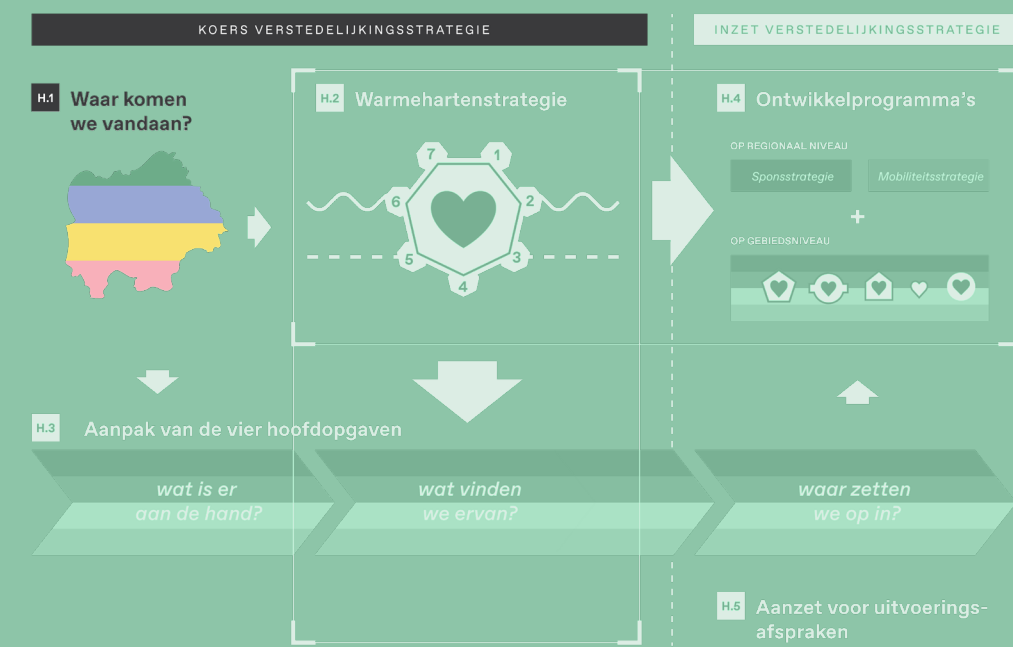 KOERS VERSTEDELIJKINGSSTRATEGIE
INZET VERSTEDELIJKINGSSTRATEGIE
H.1 Waar komen
we vandaan?
H.2 Warmehartenstrategie
7 1
6 2
5 3
4
H.4 Ontwikkelprogramma's
OP REGIONAAL NIVEAU
Sponsstrategie Mobiliteitsstrategie
+
OP GEBIEDSNIVEAU
H.3 Aanpak van de vier hoofdopgaven
wat is er
aan de hand?
wat vinden
we ervan?
waar zetten
we op in?
H.5 Aanzet voor uitvoerings-
afspraken